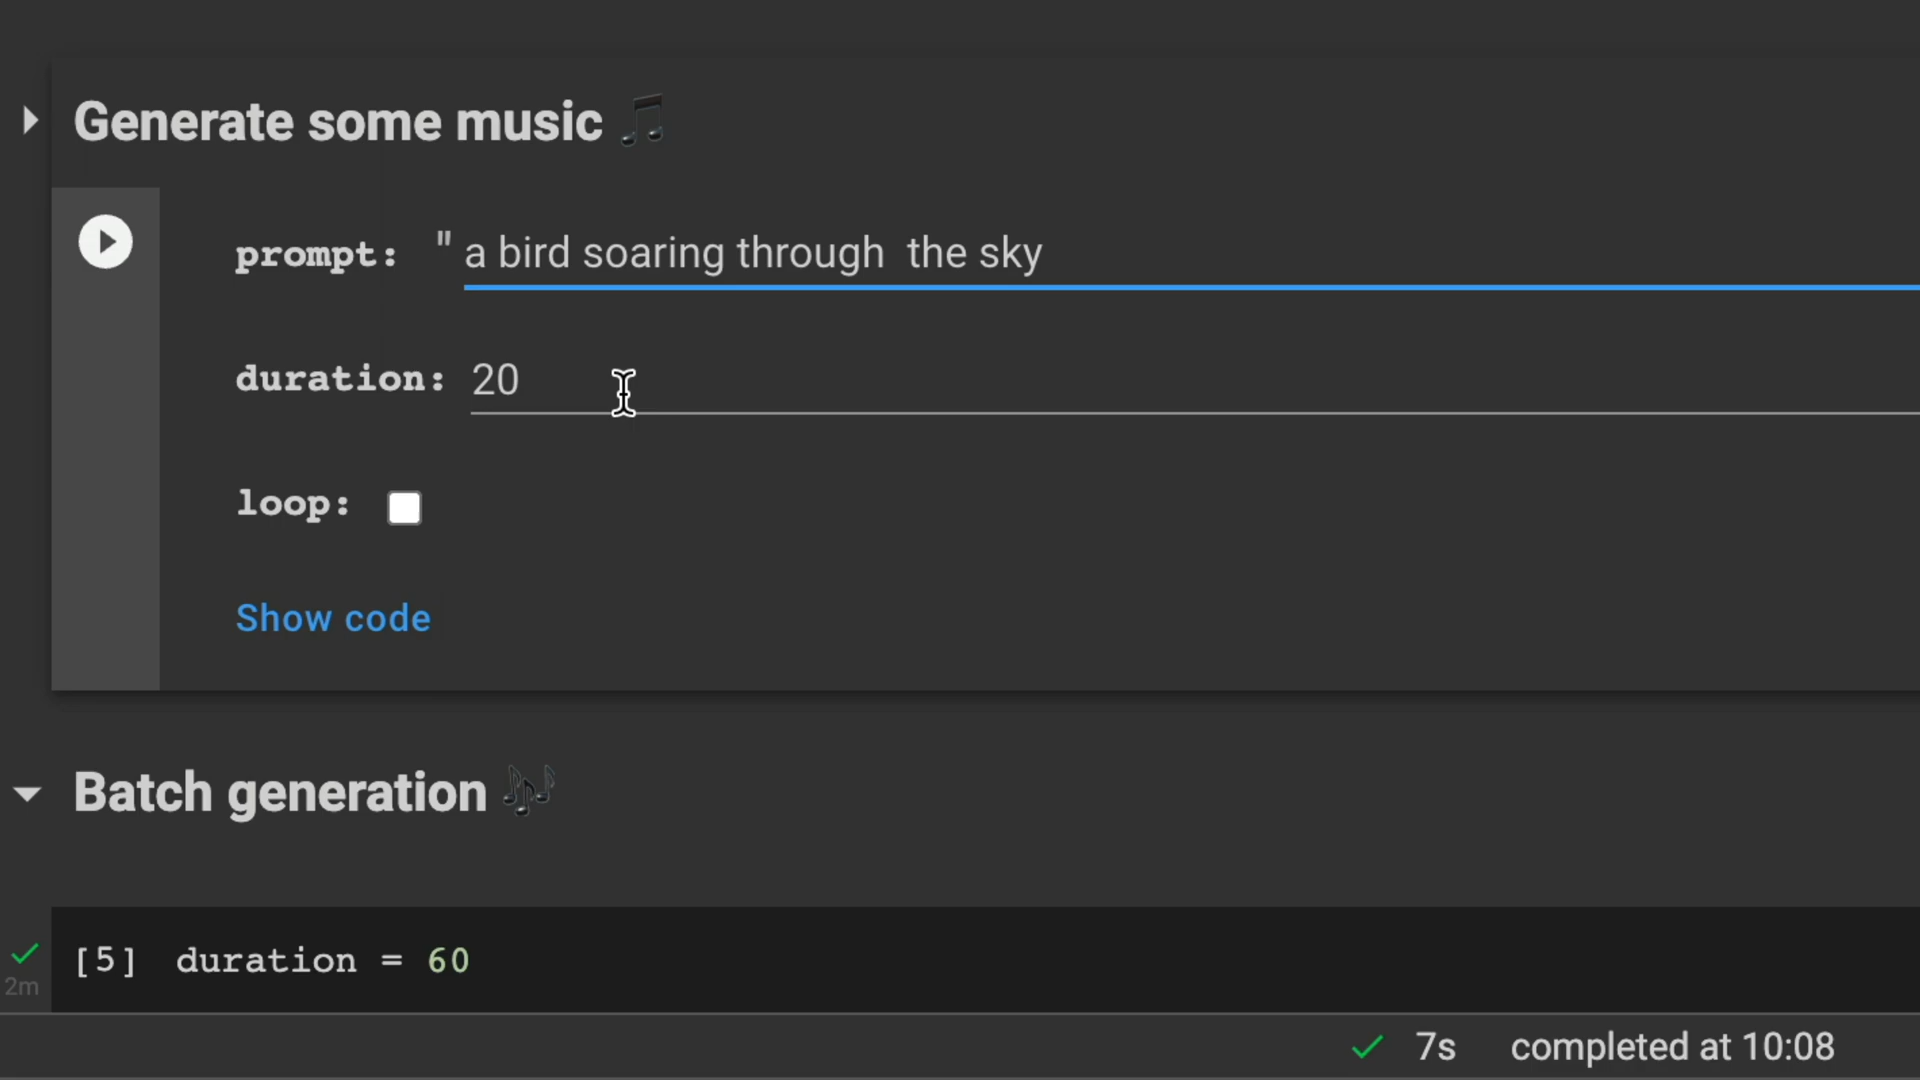 Generate some music 🎵
prompt: " a bird soaring through  the sky
duration: 20
loop:
Show code
Batch generation 🎶
[5] duration = 60
2m
7s completed at 10:08